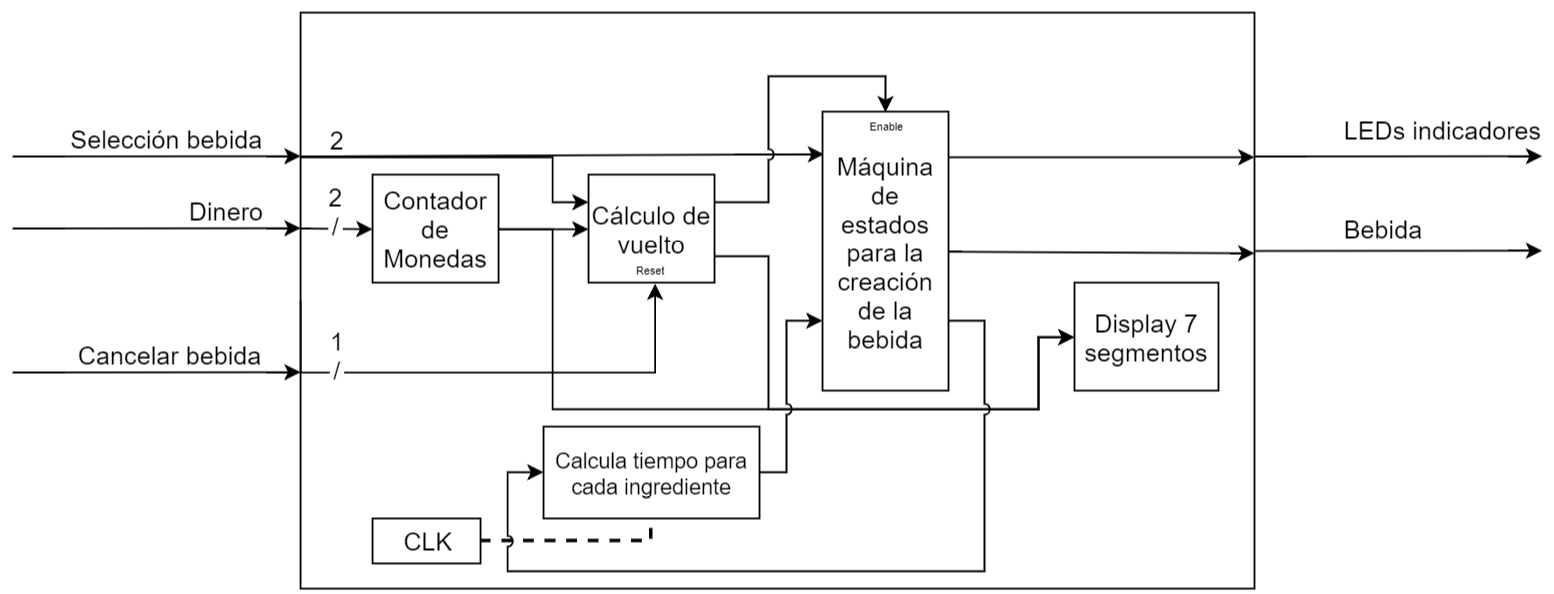 Selección bebida
2
LEDs indicadores
Enable
Máquina
de
estados
para la
creación
de la
bebida
Dinero
2
/
Contador
de
Monedas
Cálculo de
vuelto
Reset
Bebida
Cancelar bebida
1
/
Display 7
segmentos
Calcula tiempo para
cada ingrediente
CLK